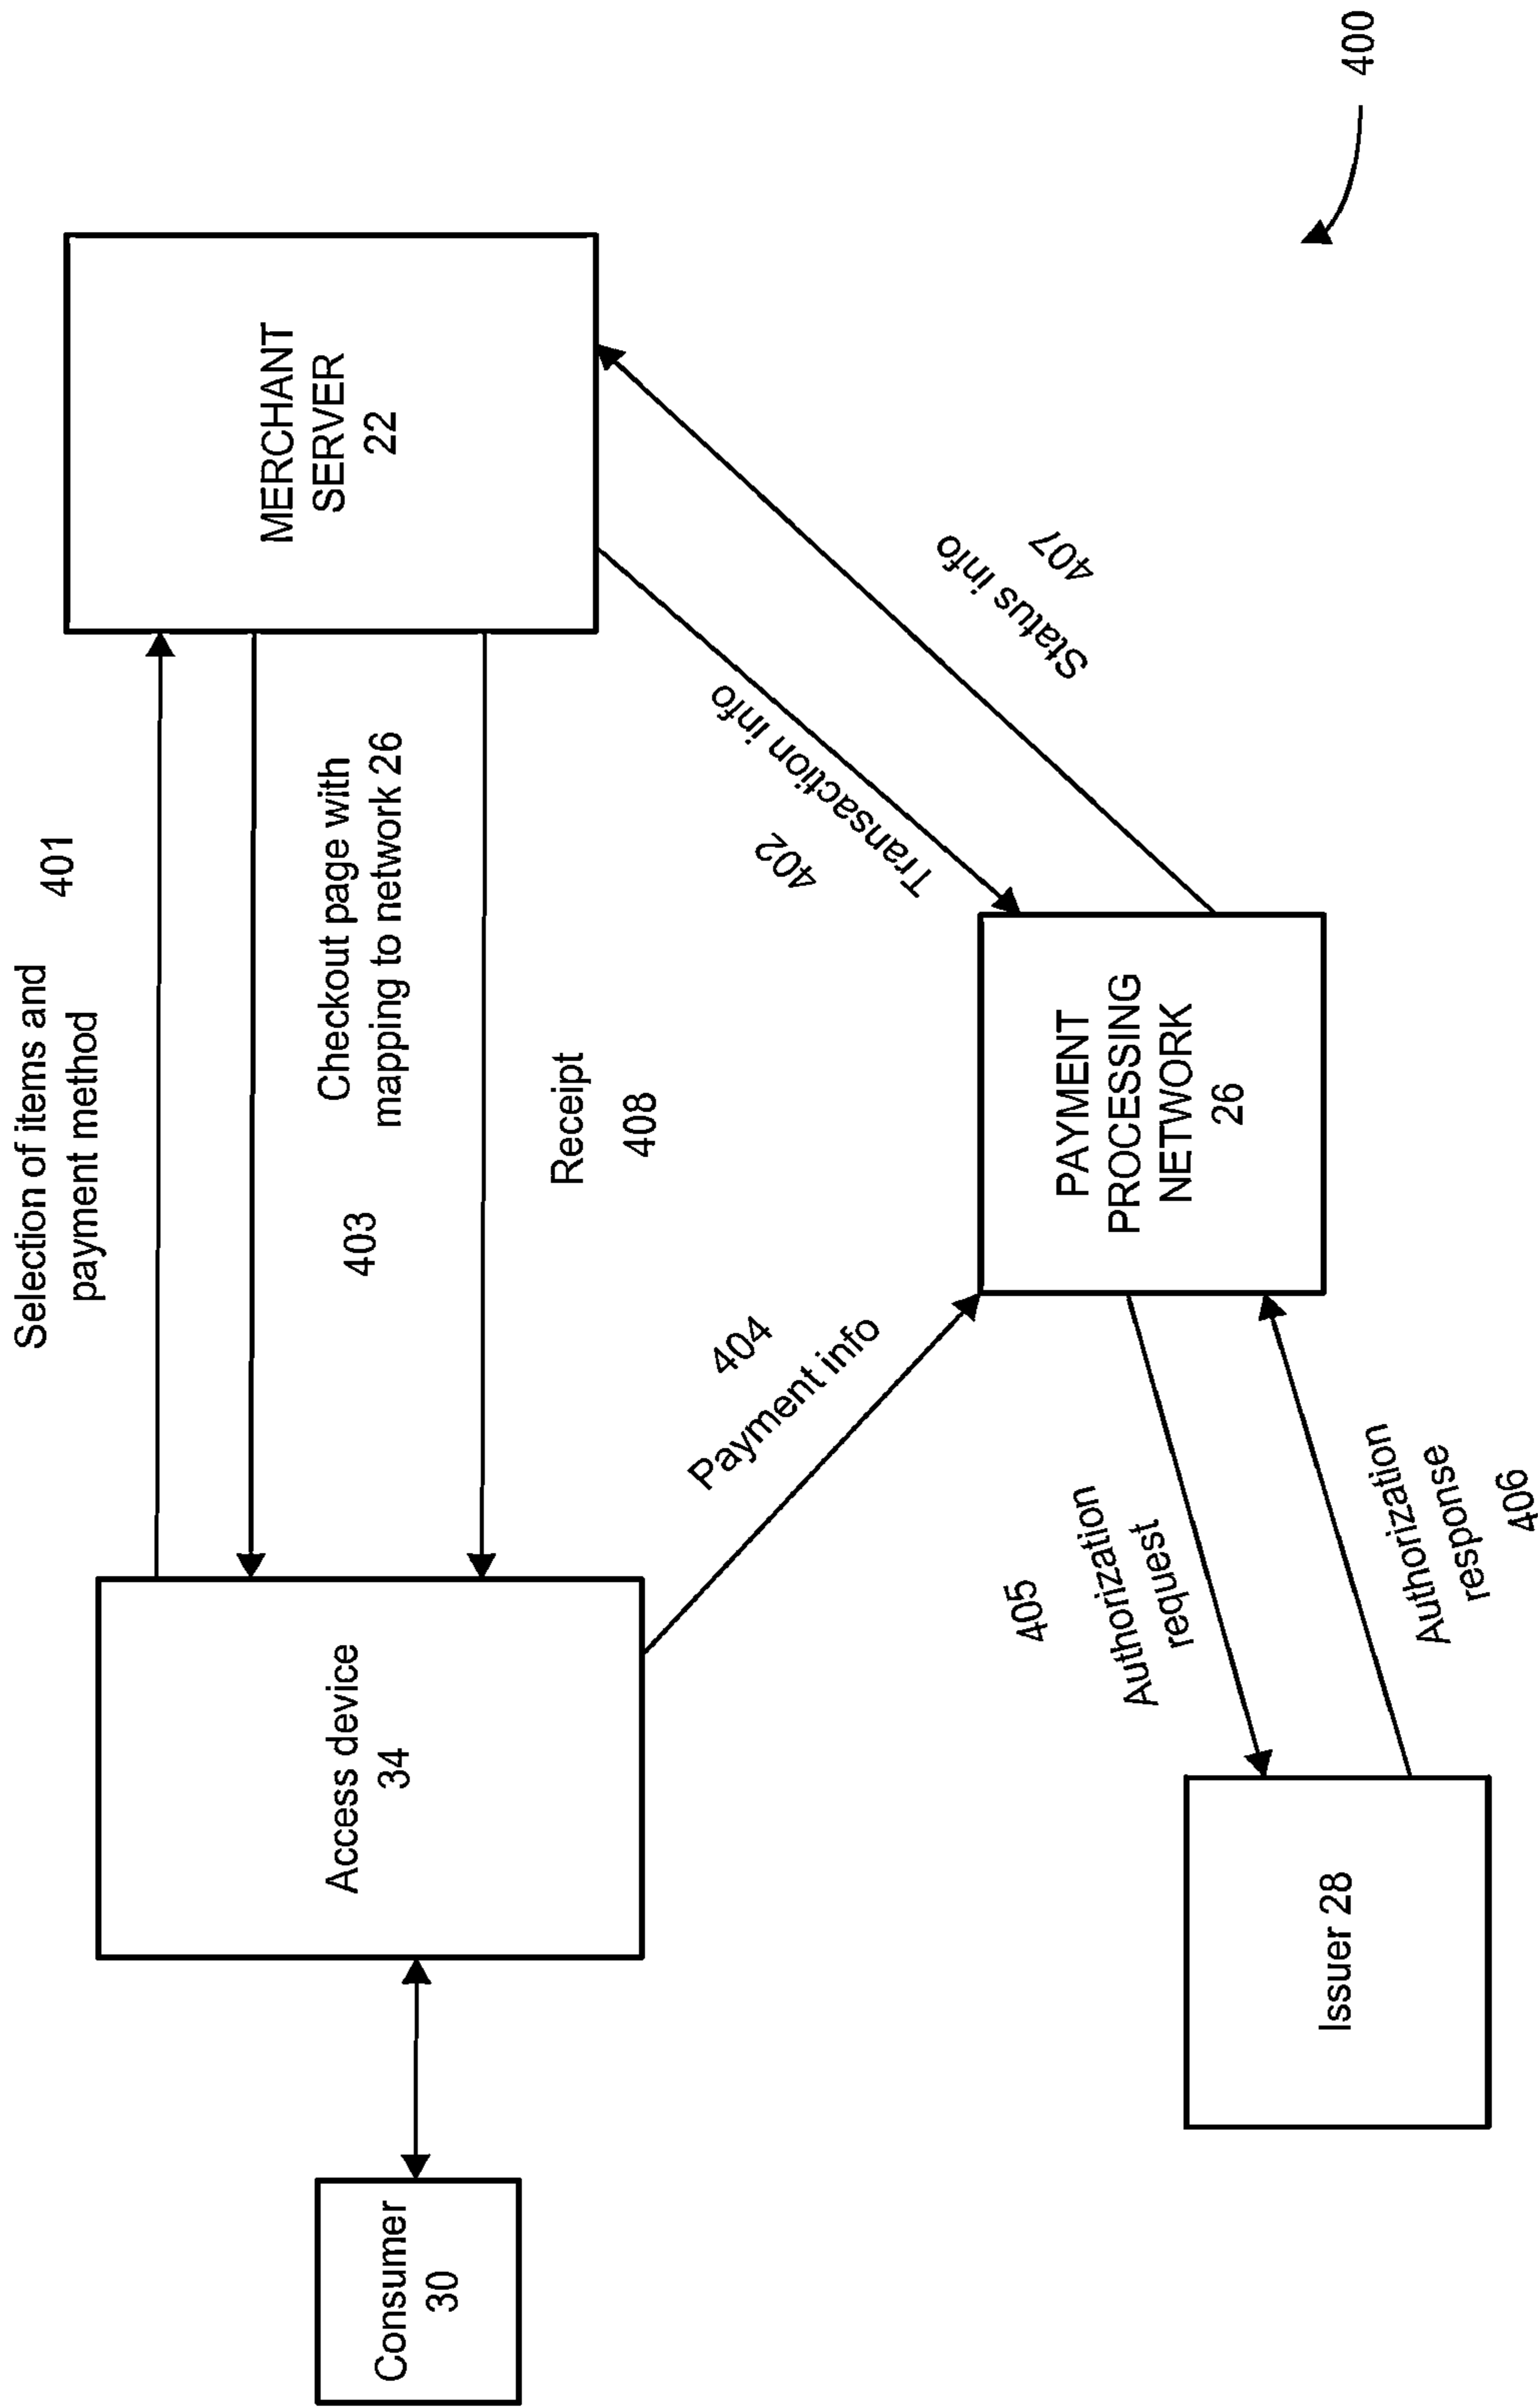 Selection of items and
payment method
401
Checkout page with
mapping to network 26
403
Receipt
408
MERCHANT
SERVER
22
Access device
34
Consumer
30
Transaction info
402
Status info
407
404
Payment info
PAYMENT
PROCESSING
NETWORK
26
405
Authorization
request
Authorization
response
406
Issuer 28
400